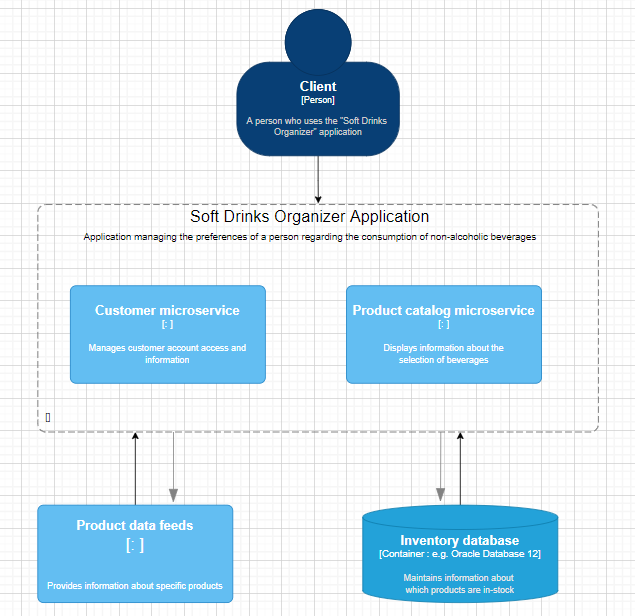 Client
[Person]
A person who uses the "Soft Drinks
Organizer" application
Soft Drinks Organizer Application
Application managing the preferences of a person regarding the consumption of non-alcoholic beverages
Customer microservice
[: ]
Manages customer account access and
information
Product catalog microservice
[: ]
Displays information about the
selection of beverages
Product data feeds
[: ]
Provides information about specific products
Inventory database
[Container : e.g. Oracle Database 12]
Maintains information about
which products are in-stock